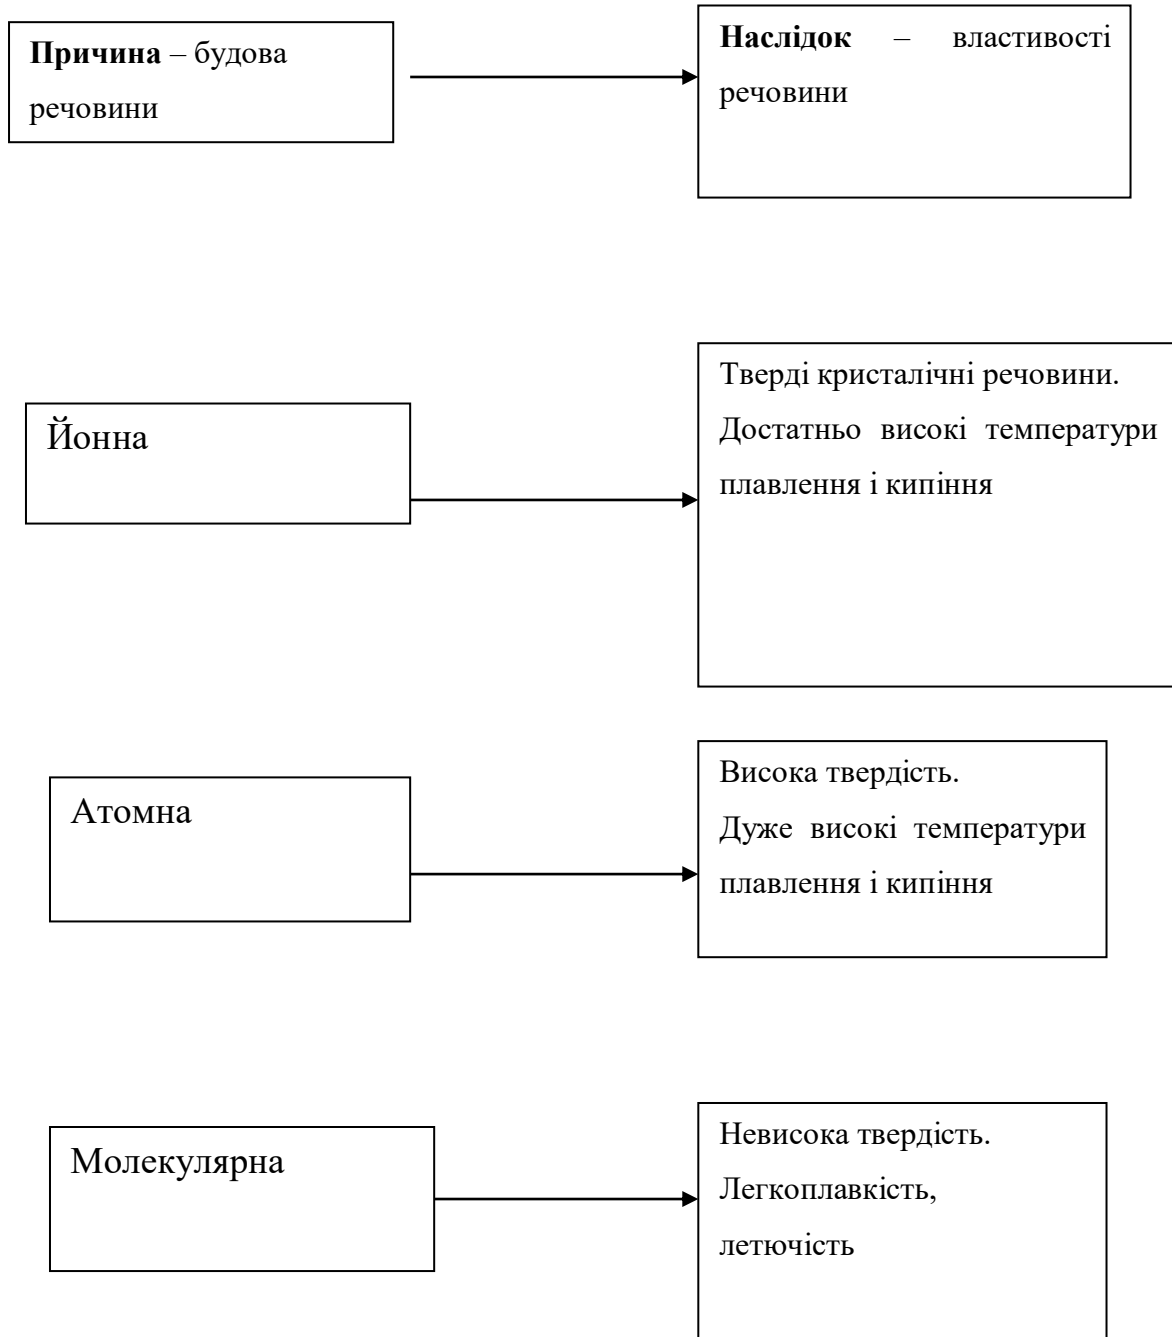 Причина – будова
речовини
Наслідок – властивості
речовини
Йонна
Тверді кристалічні речовини.
Достатньо високі температури
плавлення і кипіння
Атомна
Висока твердість.
Дуже високі температури
плавлення і кипіння
Молекулярна
Невисока твердість.
Легкоплавкість,
летючість